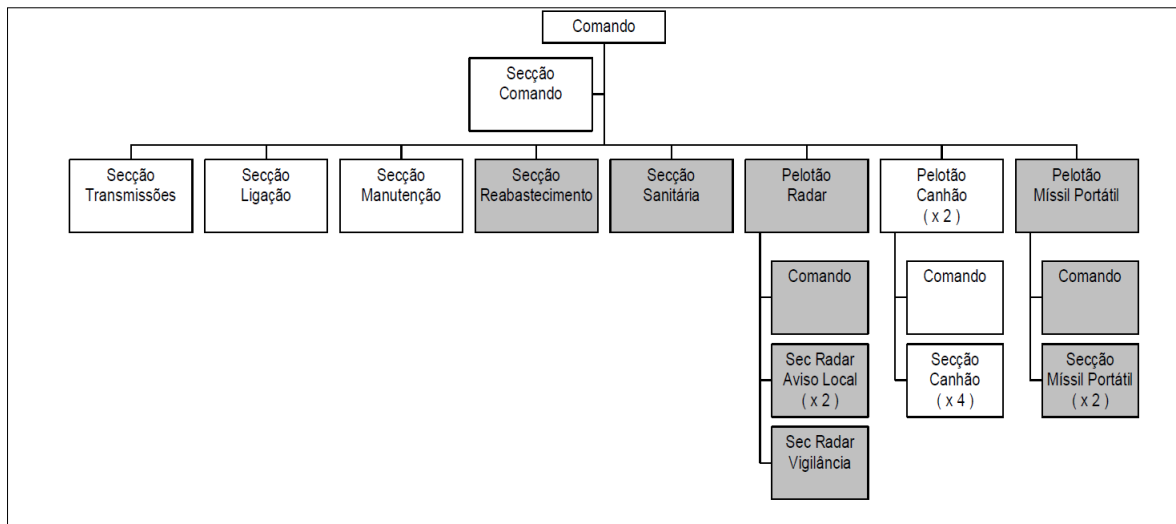 Comando
Secção
Comando
Secção
Transmissões
Secção
Ligação
Secção
Manutenção
Secção
Reabastecimento
Secção
Sanitária
Pelotão
Radar
Pelotão
Canhão
( x 2 )
Pelotão
Míssil Portátil
Comando
Comando
Comando
Sec Radar
Aviso Local
( x 2 )
Secção
Canhão
( x 4 )
Secção
Míssil Portátil
( x 2 )
Sec Radar
Vigilância